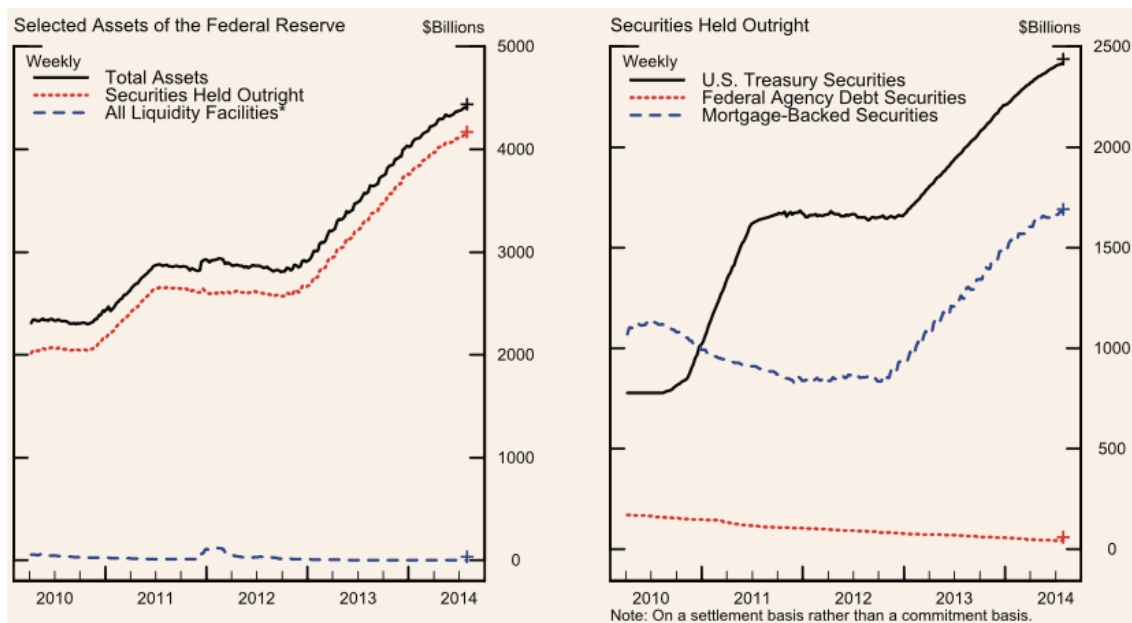 Selected Assets of the Federal Reserve
$Billions
Weekly
Total Assets
Securities Held Outright
All Liquidity Facilities*
5000
4000
3000
2000
1000
0
2010 2011 2012 2013 2014
Securities Held Outright
$Billions
Weekly
U.S. Treasury Securities
Federal Agency Debt Securities
Mortgage-Backed Securities
2500
2000
1500
1000
500
0
2010 2011 2012 2013 2014
Note: On a settlement basis rather than a commitment basis.